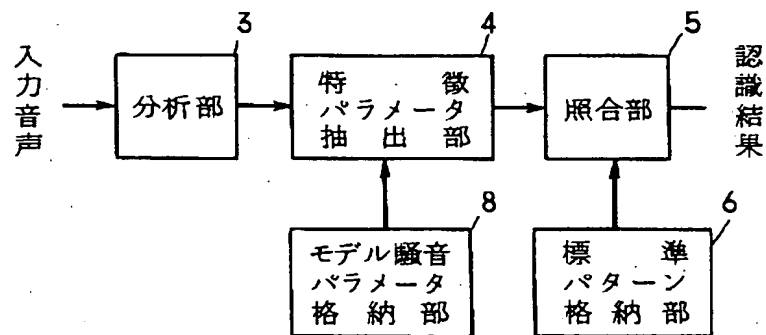 入力音声
3
分析部
4
特徴
パラメータ
抽出部
5
照合部
認識結果
8
モデル騒音
パラメータ
格納部
6
標準
パターン
格納部